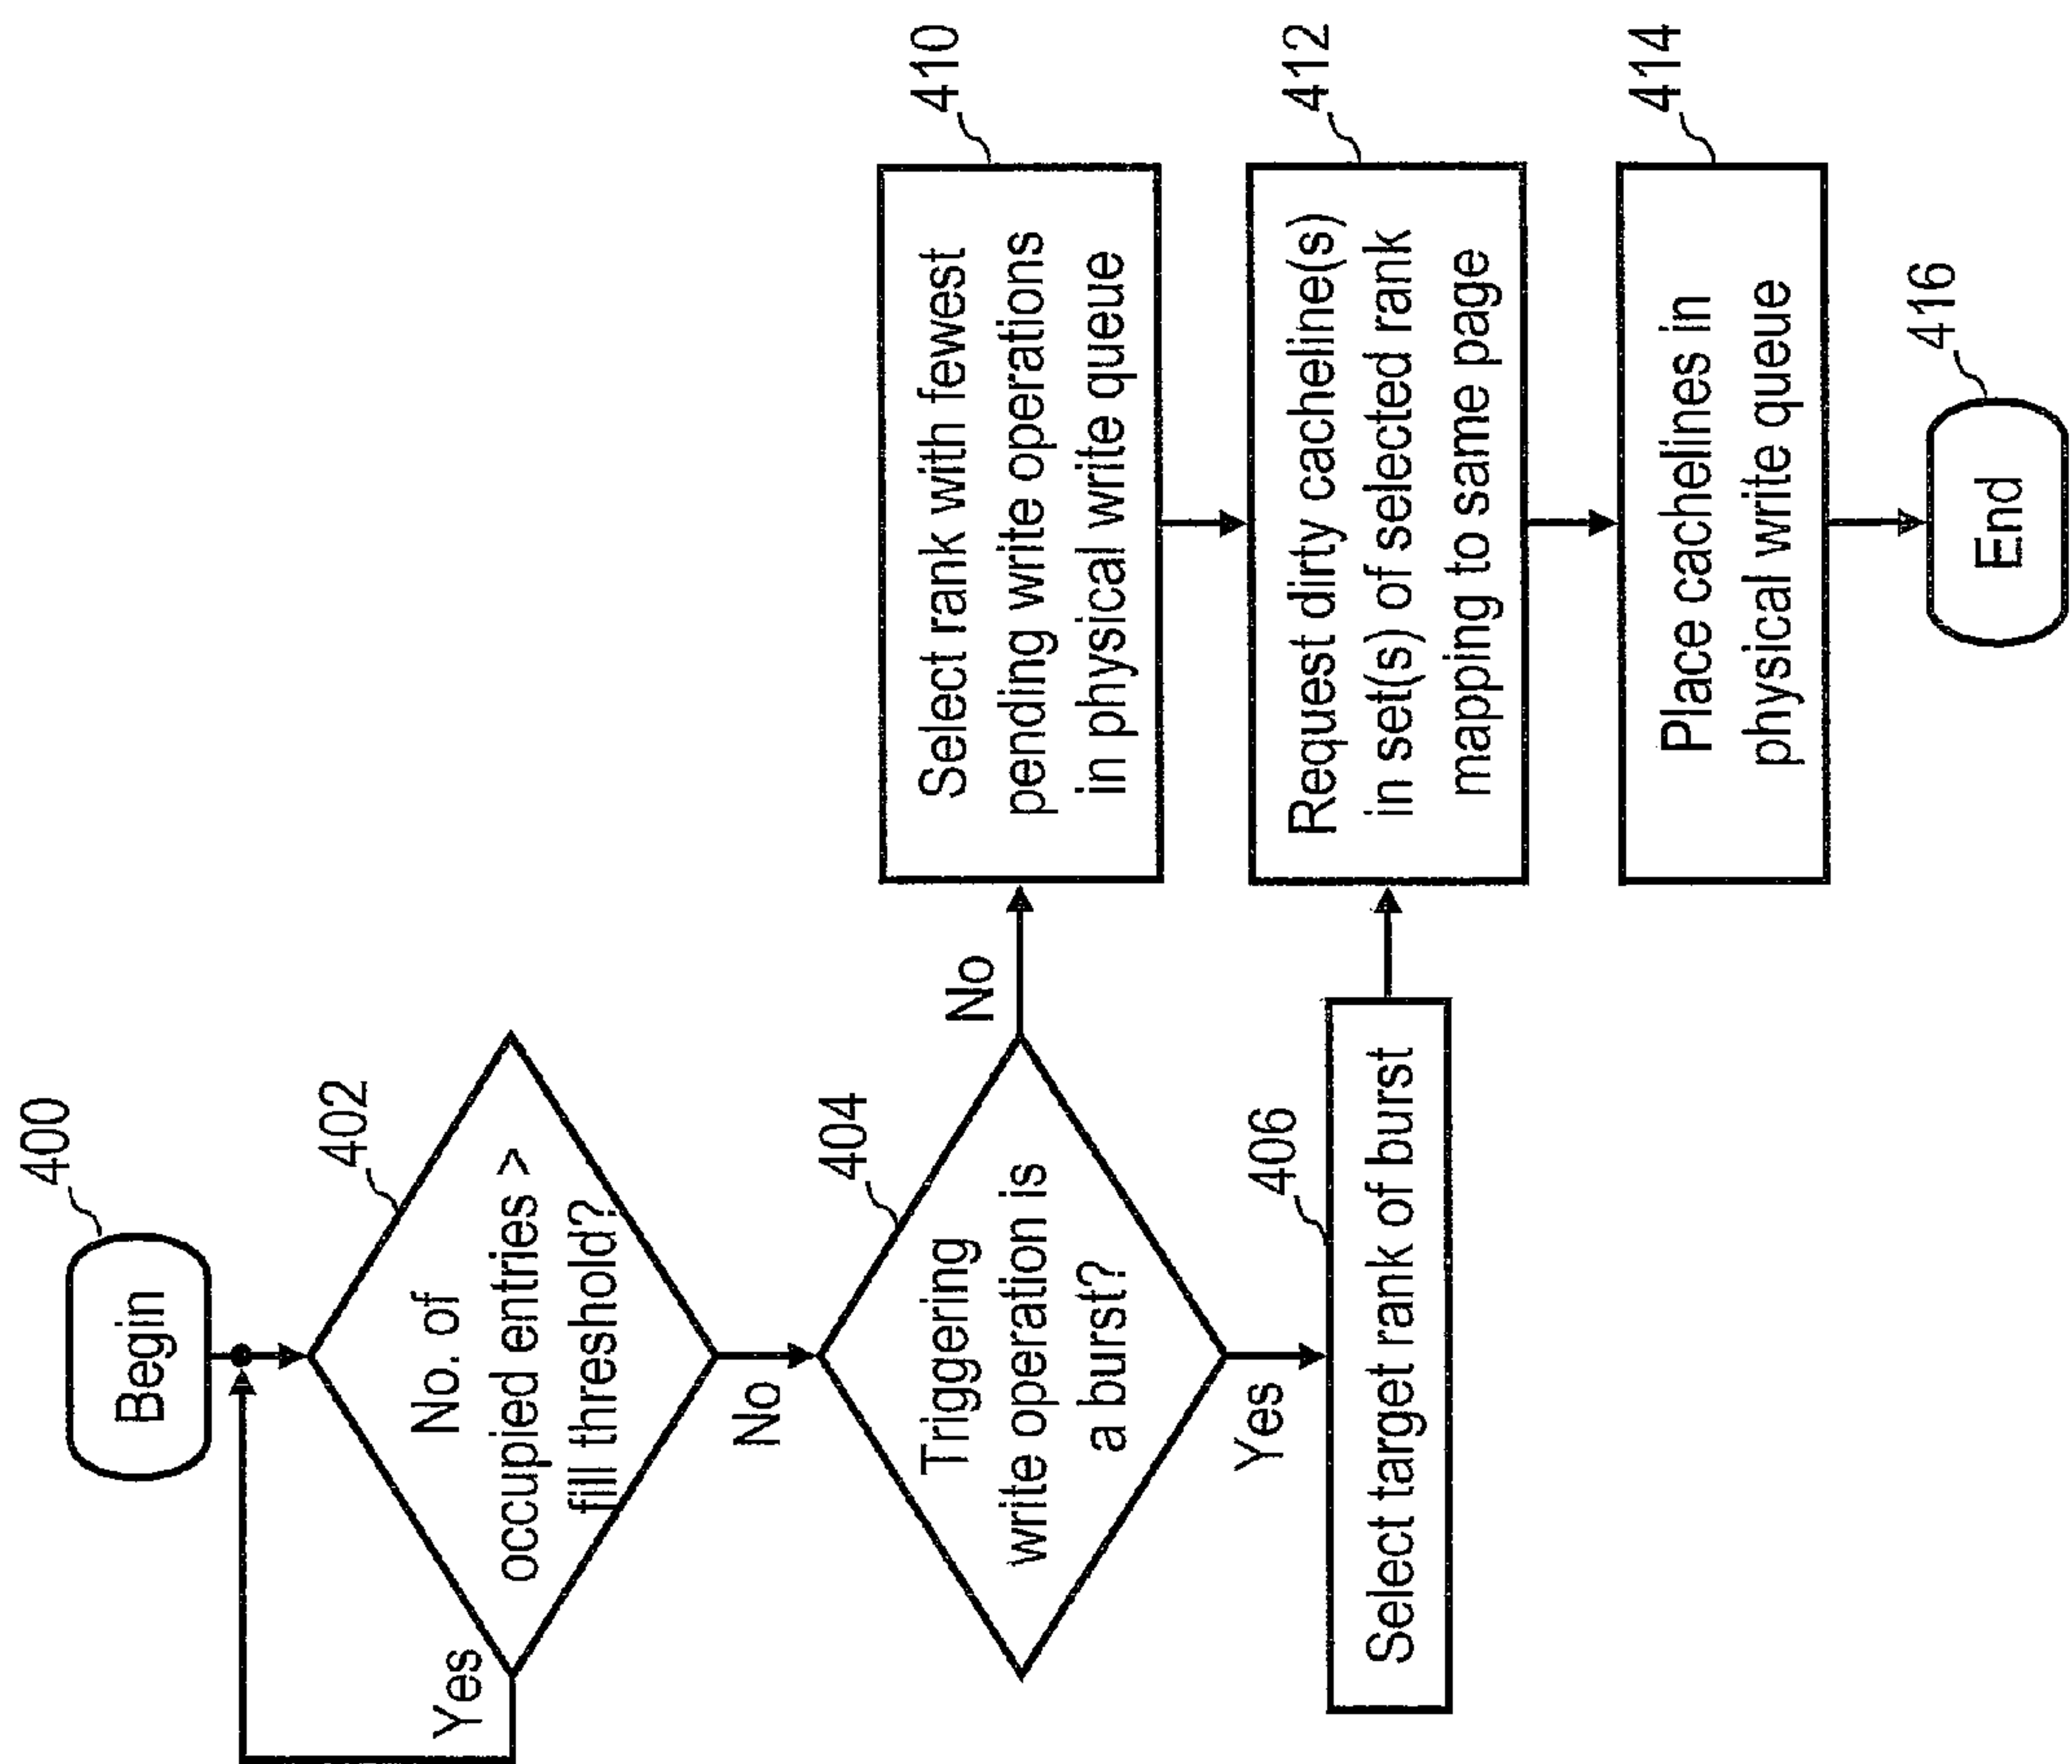 400
Begin
402
No. of
occupied entries >
fill threshold?
Yes
No
404
Triggering
write operation is
a burst?
No
Yes
406
Select target rank of burst
410
Select rank with fewest
pending write operations
in physical write queue
412
Request dirty cacheline(s)
in set(s) of selected rank
mapping to same page
414
Place cachelines in
physical write queue
416
End